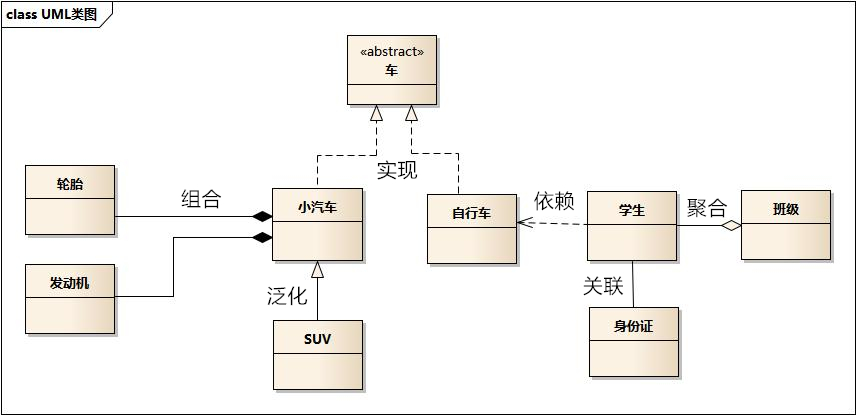 class UML类图
«abstract»
车
实现
轮胎
组合
小汽车
自行车
依赖
学生
聚合
班级
发动机
泛化
关联
SUV
身份证